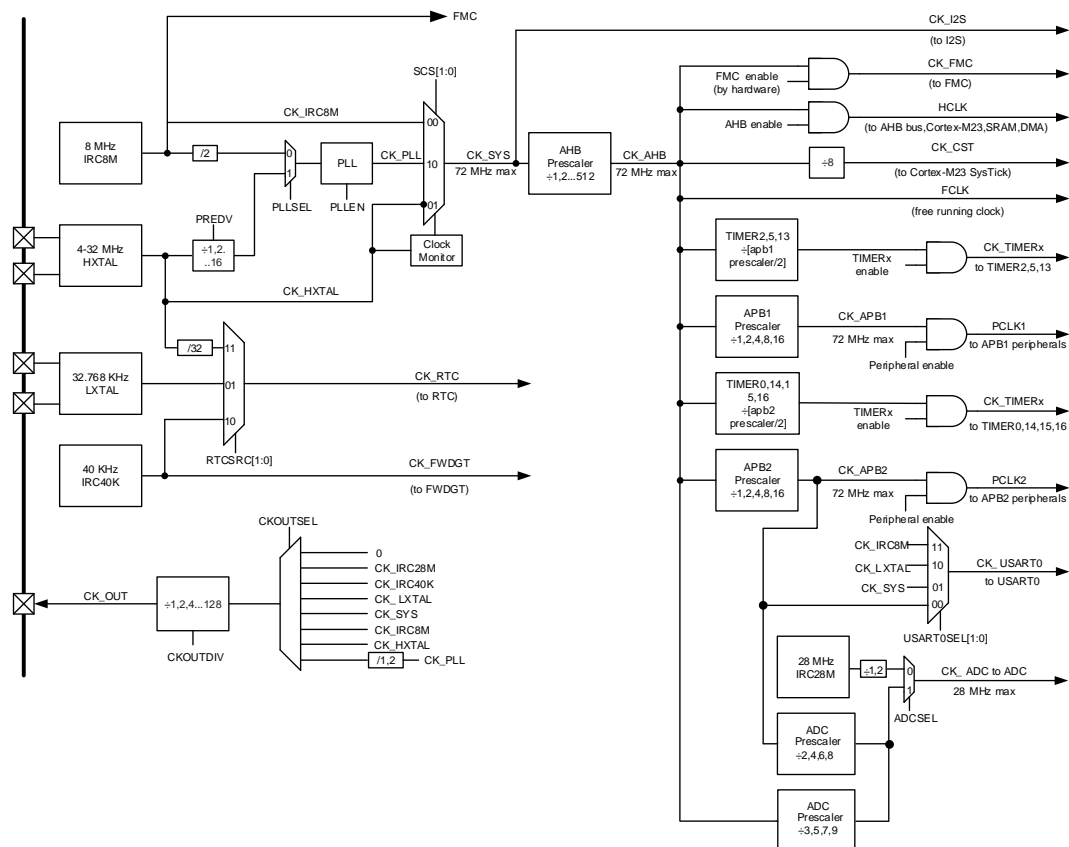 FMC
CK_I2S
(to I2S)
SCS[1:0]
FMC enable
(by hardware)
CK_FMC
(to FMC)
CK_IRC8M
00
AHB enable
HCLK
(to AHB bus,Cortex-M23,SRAM,DMA)
8 MHz
IRC8M
/2
0
1
PLLSEL
PLL
PLLEN
CK_PLL
10
CK_SYS
72 MHz max
AHB
Prescaler
÷1,2...512
CK_AHB
72 MHz max
÷8
CK_CST
(to Cortex-M23 SysTick)
01
FCLK
(free running clock)
PREDV
4-32 MHz
HXTAL
÷1,2.
..16
Clock
Monitor
TIMER2,5,13
÷[apb1
prescaler/2]
TIMERx
enable
CK_TIMERx
to TIMER2,5,13
CK_HXTAL
/32
11
APB1
Prescaler
÷1,2,4,8,16
CK_APB1
72 MHz max
Peripheral enable
PCLK1
to APB1 peripherals
32.768 KHz
LXTAL
01
CK_RTC
(to RTC)
TIMER0,14,1
5,16
÷[apb2
prescaler/2]
TIMERx
enable
CK_TIMERx
to TIMER0,14,15,16
10
RTCSRC[1:0]
40 KHz
IRC40K
CK_FWDGT
(to FWDGT)
APB2
Prescaler
÷1,2,4,8,16
CK_APB2
72 MHz max
Peripheral enable
PCLK2
to APB2 peripherals
CKOUTSEL
0
CK_IRC28M
CK_IRC40K
CK_LXTAL
CK_SYS
CK_IRC8M
CK_HXTAL
/1,2
CK_PLL
CK_OUT
÷1,2,4...128
CKOUTDIV
CK_IRC8M
11
CK_LXTAL
10
CK_SYS
01
00
CK_USART0
to USART0
USART0SEL[1:0]
28 MHz
IRC28M
÷1,2
0
1
CK_ ADC to ADC
28 MHz max
ADCSEL
ADC
Prescaler
÷2,4,6,8
ADC
Prescaler
÷3,5,7,9